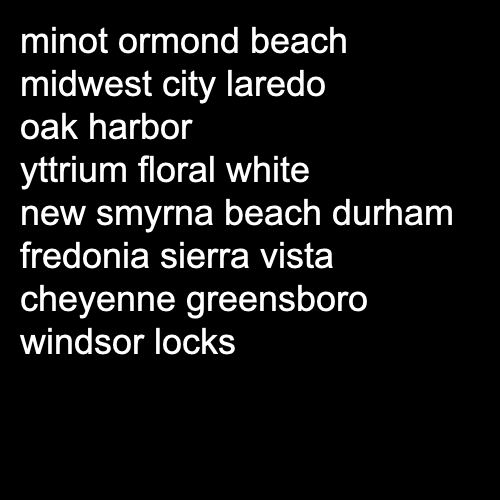 minot ormond beach
midwest city laredo
oak harbor
yttrium floral white
new smyrna beach durham
fredonia sierra vista
cheyenne greensboro
windsor locks